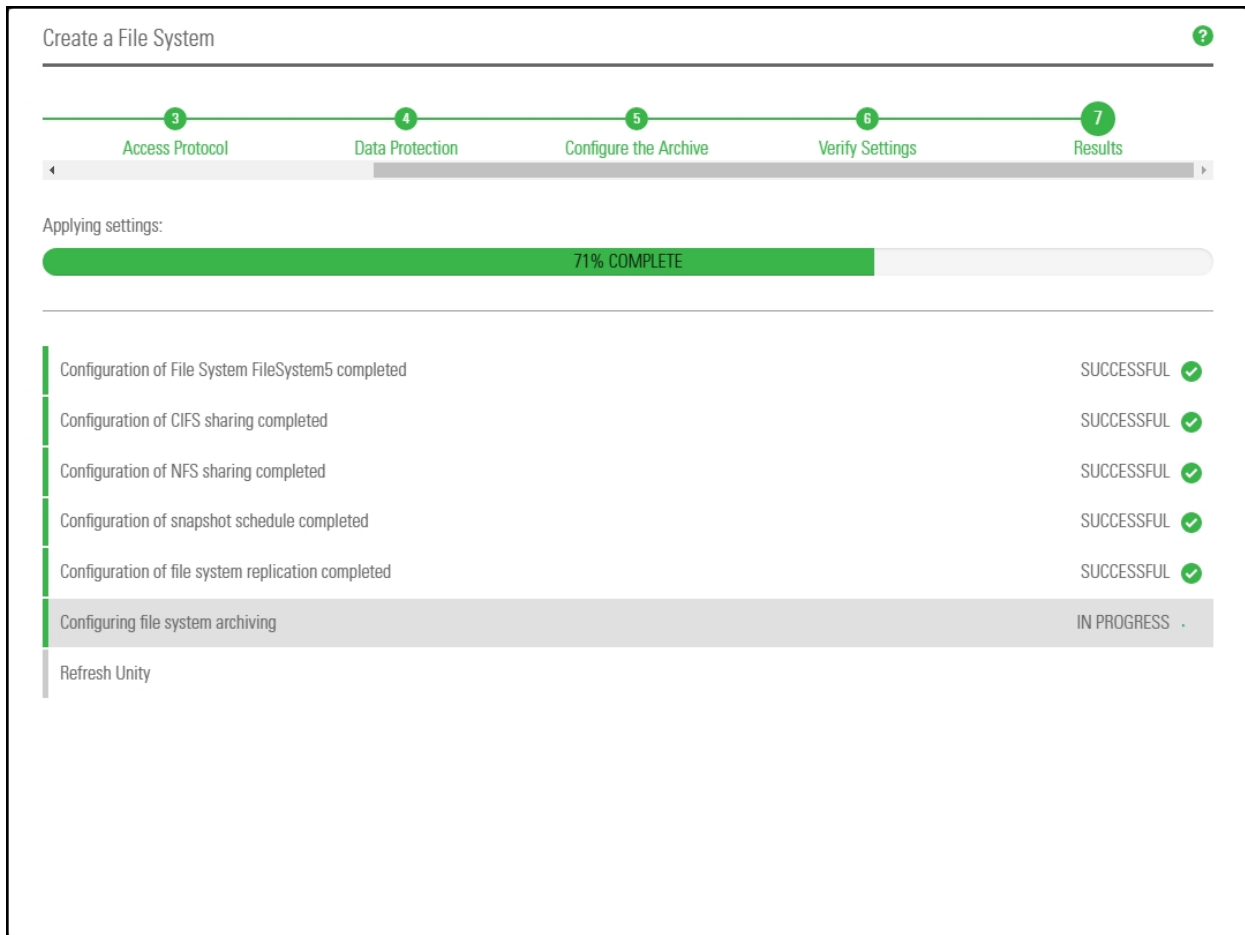 Create a File System
?
3 4 5 6 7
Access Protocol Data Protection Configure the Archive Verify Settings Results
Applying settings:
71% COMPLETE
Configuration of File System FileSystem5 completed SUCCESSFUL
Configuration of CIFS sharing completed SUCCESSFUL
Configuration of NFS sharing completed SUCCESSFUL
Configuration of snapshot schedule completed SUCCESSFUL
Configuration of file system replication completed SUCCESSFUL
Configuring file system archiving IN PROGRESS
Refresh Unity